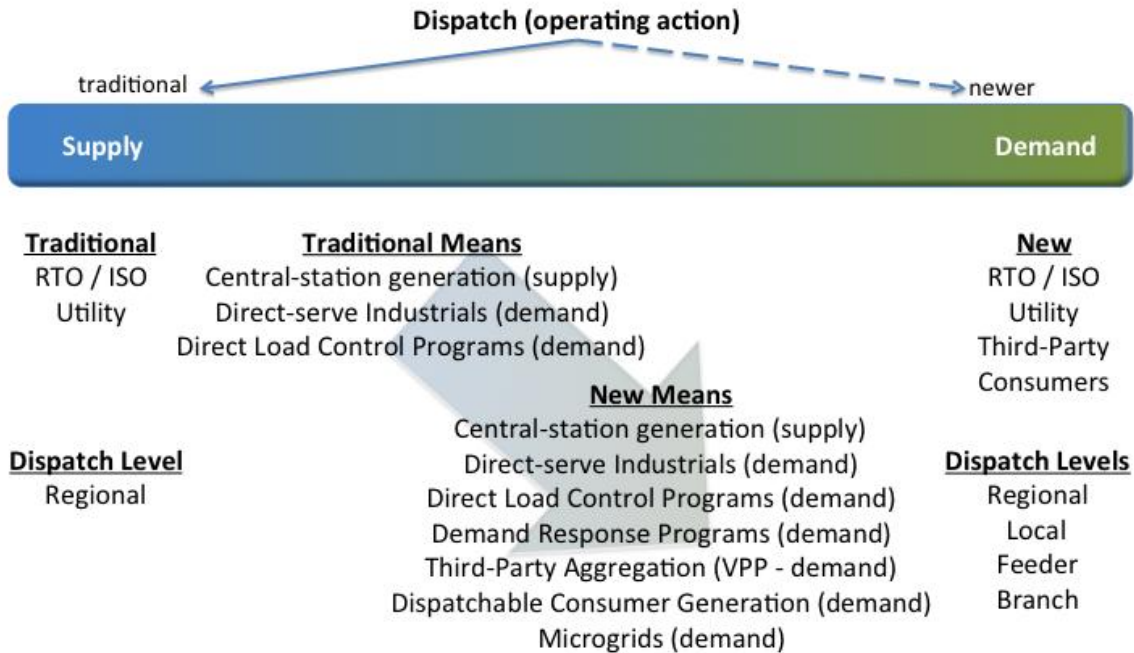 Dispatch (operating action)
traditional
newer
Supply
Demand
Traditional
RTO / ISO
Utility
Traditional Means
Central-station generation (supply)
Direct-serve Industrials (demand)
Direct Load Control Programs (demand)
New
RTO / ISO
Utility
Third-Party
Consumers
New Means
Central-station generation (supply)
Direct-serve Industrials (demand)
Direct Load Control Programs (demand)
Demand Response Programs (demand)
Third-Party Aggregation (VPP - demand)
Dispatchable Consumer Generation (demand)
Microgrids (demand)
Dispatch Level
Regional
Dispatch Levels
Regional
Local
Feeder
Branch